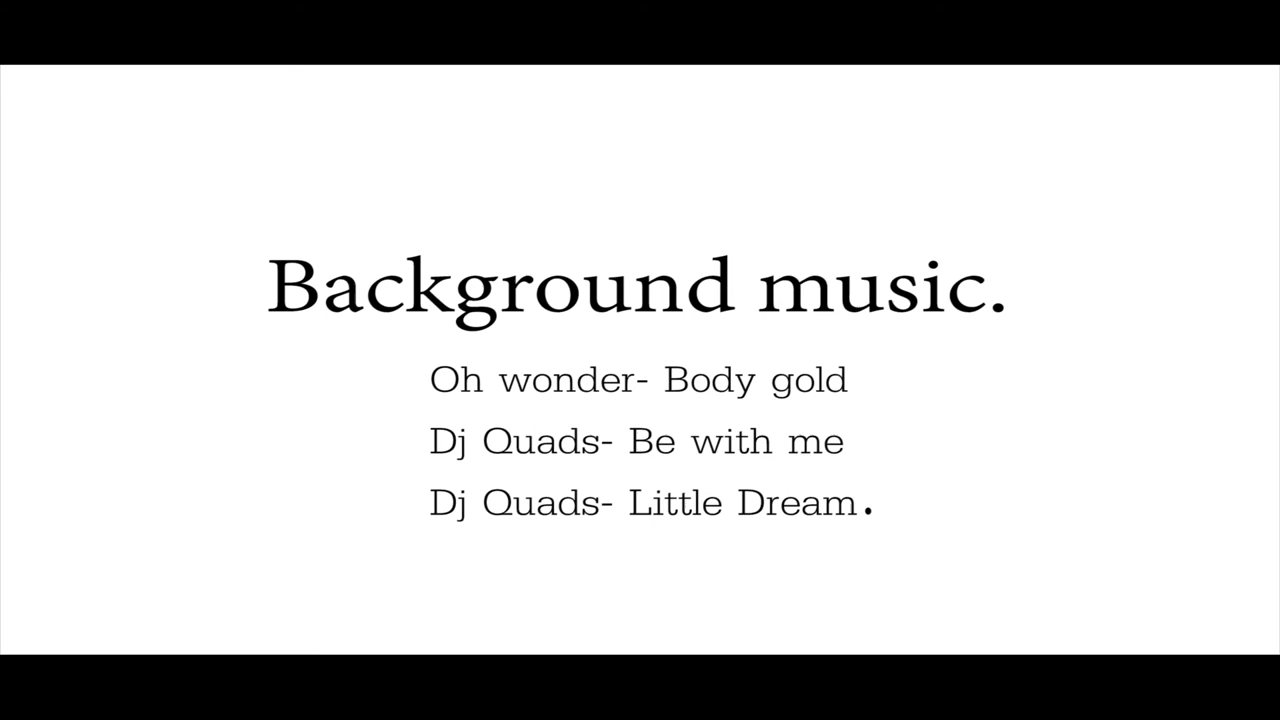 Background music.
Oh wonder- Body gold
Dj Quads- Be with me
Dj Quads- Little Dream.